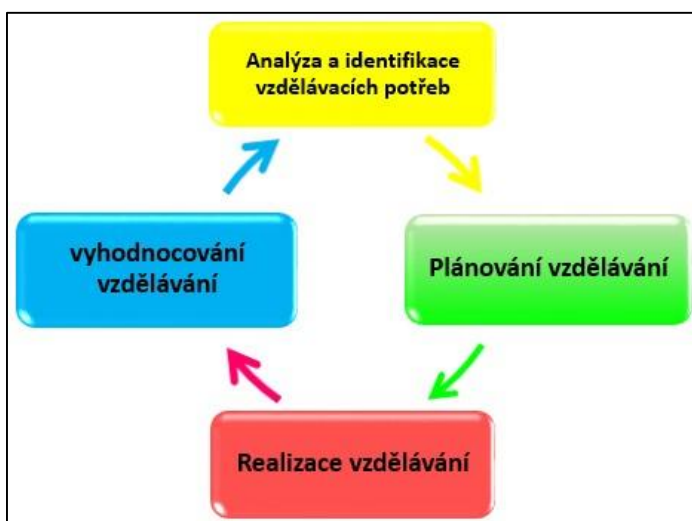 Analýza a identifikace
vzdělávacích potřeb
Plánování vzdělávání
Realizace vzdělávání
vyhodnocování
vzdělávání